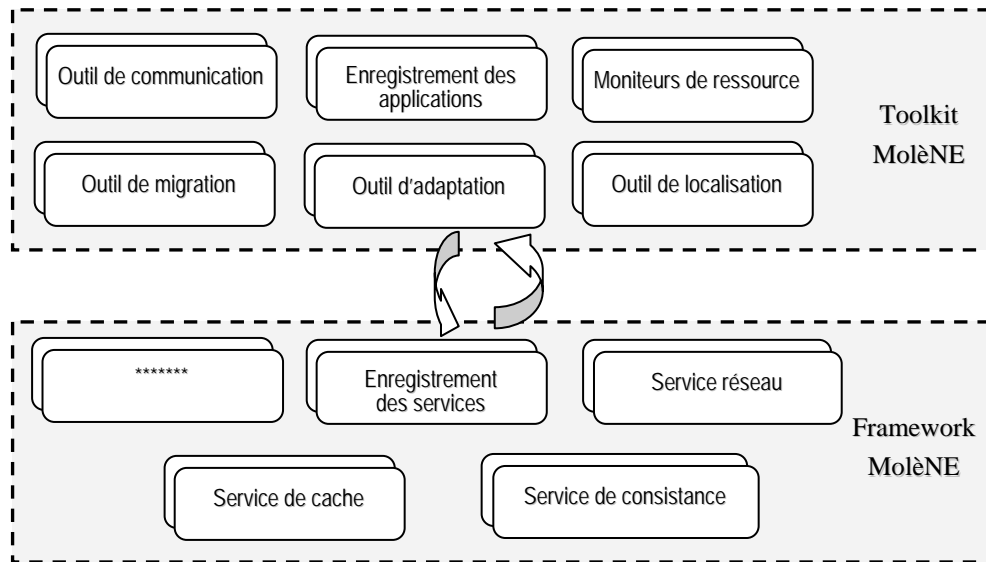 Outil de communication
Enregistrement des
applications
Moniteurs de ressource
Toolkit
MolèNE
Outil de migration
Outil d'adaptation
Outil de localisation
*******
Enregistrement
des services
Service réseau
Framework
MolèNE
Service de cache
Service de consistance